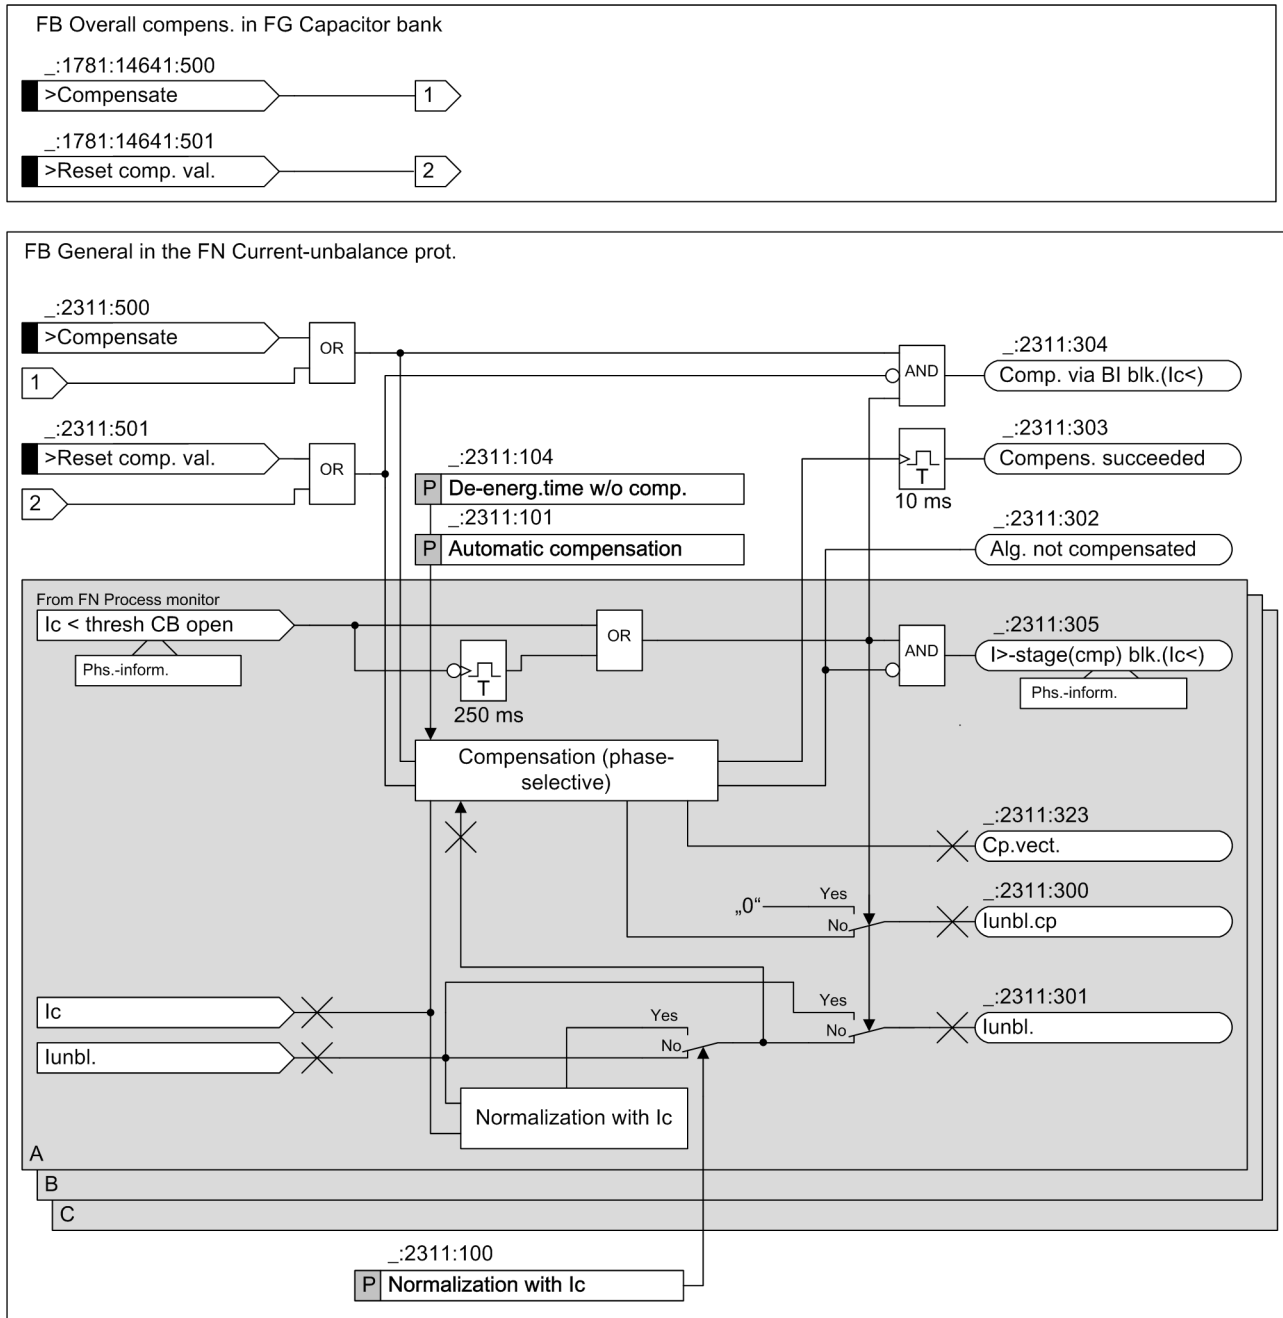 FB Overall compens. in FG Capacitor bank
_:1781:14641:500
>Compensate
1
_:1781:14641:501
>Reset comp. val.
2
FB General in the FN Current-unbalance prot.
_:2311:500
>Compensate
OR
1
AND
_:2311:304
Comp. via BI blk.(Ic<)
_:2311:501
>Reset comp. val.
OR
2
_:2311:104
P De-energ.time w/o comp.
_:2311:101
P Automatic compensation
T
10 ms
_:2311:303
Compens. succeeded
_:2311:302
Alg. not compensated
From FN Process monitor
Ic < thresh CB open
Phs.-inform.
T
250 ms
OR
AND
_:2311:305
I>-stage(cmp) blk.(Ic<)
Phs.-inform.
Compensation (phase-
selective)
_:2311:323
Cp.vect.
„0“
Yes
No
_:2311:300
Iunbl.cp
Ic
Iunbl.
Yes
No
Yes
No
_:2311:301
Iunbl.
Normalization with Ic
A
B
C
_:2311:100
P Normalization with Ic